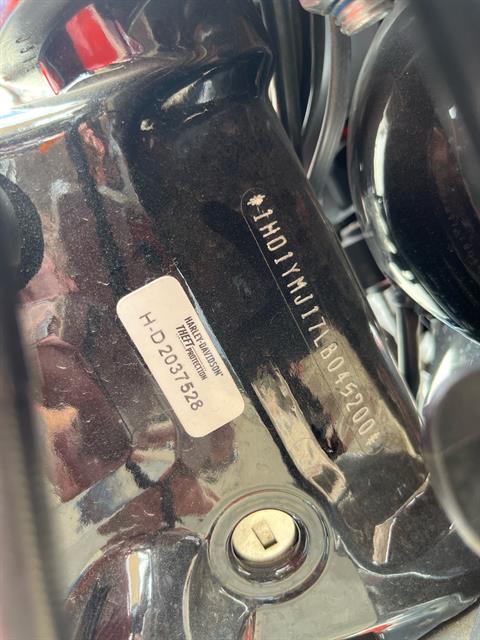 *1HD1YMJ17LB045200*
HARLEY-DAVIDSON®
THEFT PROTECTION
H-D 2037528